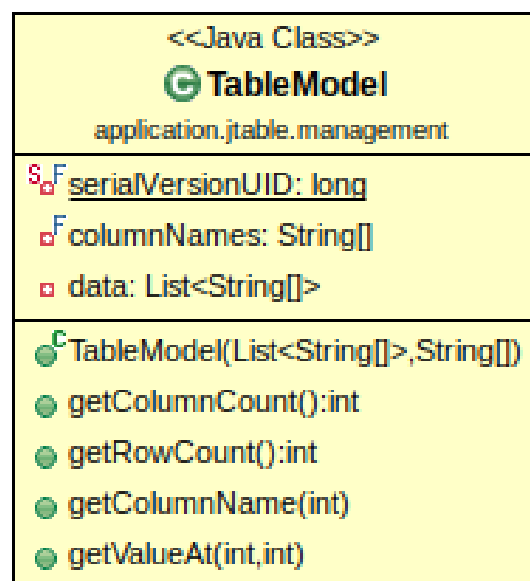 <<Java Class>>
C TableModel
application.jtable.management
S F serialVersionUID: long
F columnNames: String[]
data: List<String[]>
C TableModel(List<String[]>,String[])
getColumnCount():int
getRowCount():int
getColumnName(int)
getValueAt(int,int)